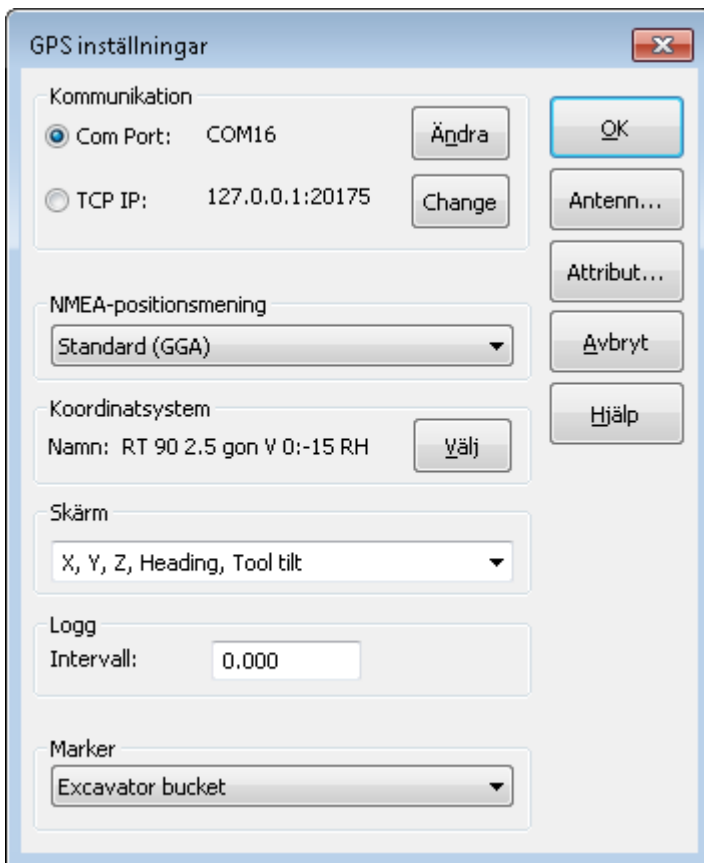 GPS inställningar
Kommunikation
Com Port: COM16 Ändra
TCP IP: 127.0.0.1:20175 Change
NMEA-positionsmening
Standard (GGA)
Koordinatsystem
Namn: RT 90 2.5 gon V 0:-15 RH Välj
Skärm
X, Y, Z, Heading, Tool tilt
Logg
Intervall: 0.000
Marker
Excavator bucket
OK
Antenn...
Attribut...
Avbryt
Hjälp